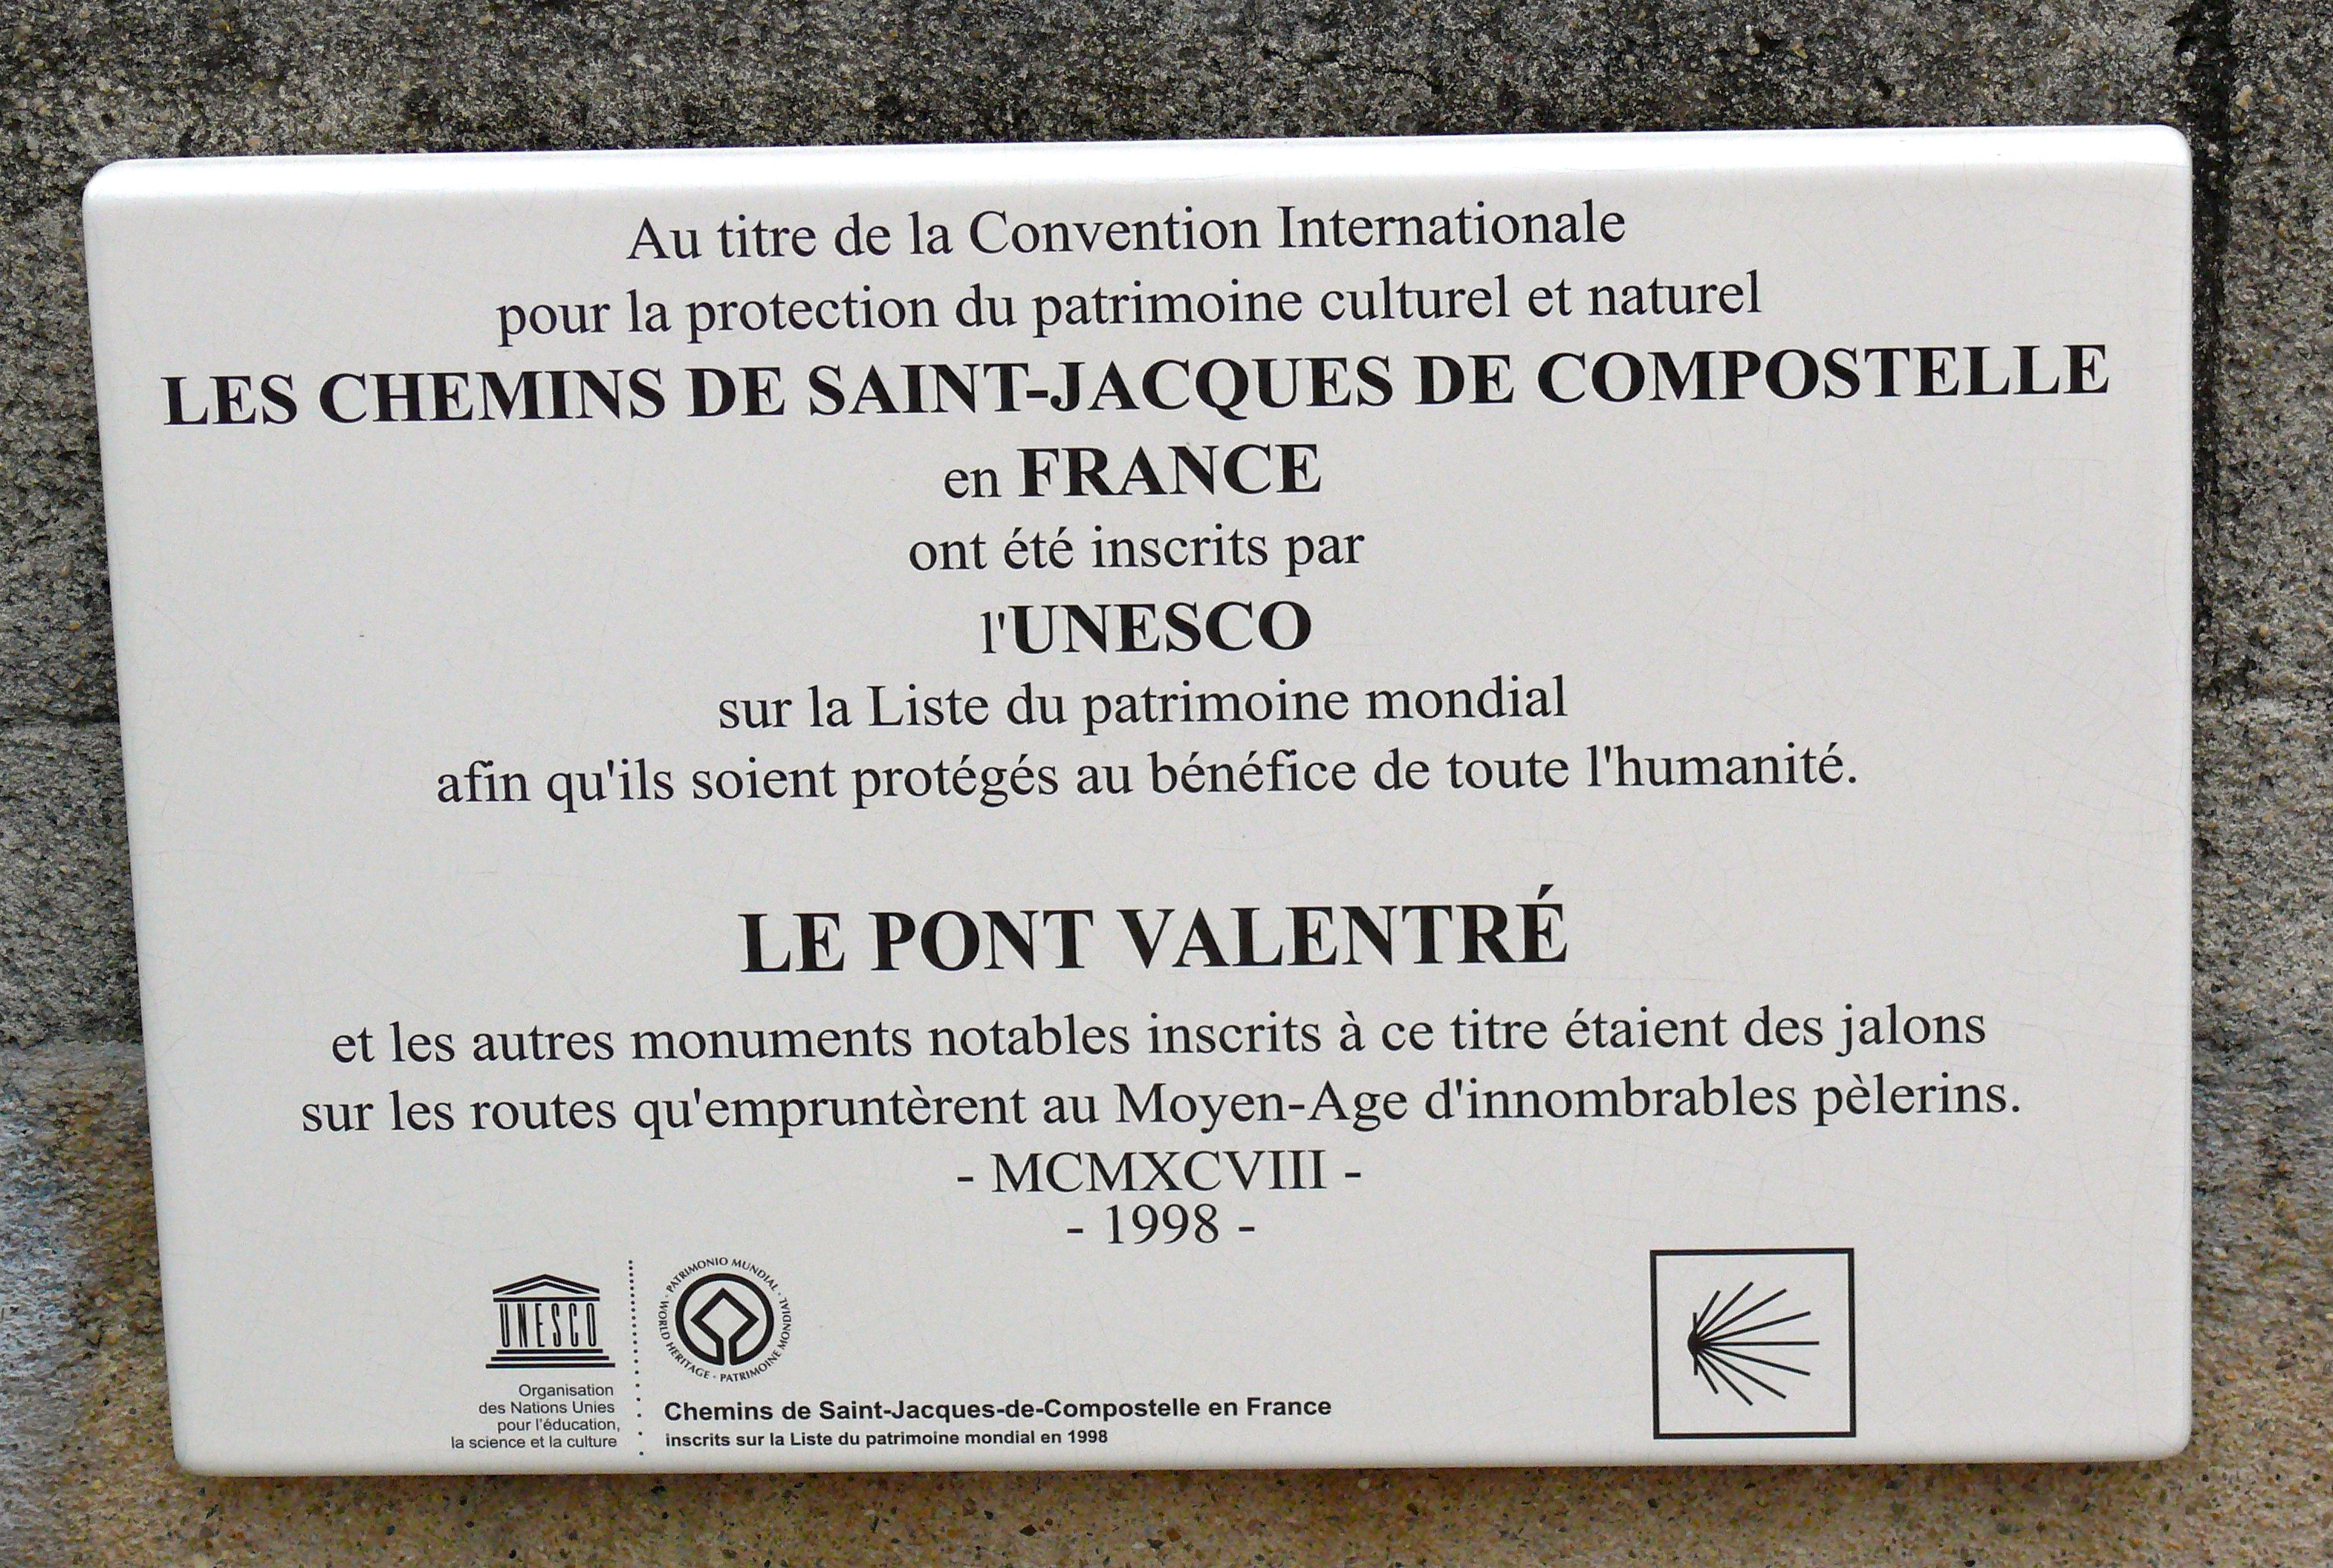 Au titre de la Convention Internationale
pour la protection du patrimoine culturel et naturel
LES CHEMINS DE SAINT-JACQUES DE COMPOSTELLE
en FRANCE
ont été inscrits par
l'UNESCO
sur la Liste du patrimoine mondial
afin qu'ils soient protégés au bénéfice de toute l'humanité.
LE PONT VALENTRÉ
et les autres monuments notables inscrits à ce titre étaient des jalons
sur les routes qu'empruntèrent au Moyen-Age d'innombrables pèlerins.
- MCMXCVIII -
- 1998 -
UNESCO
Organisation
des Nations Unies
pour l'éducation,
la science et la culture
WORLD HERITAGE · PATRIMONIO MUNDIAL · PATRIMOINE MONDIAL
Chemins de Saint-Jacques-de-Compostelle en France
inscrits sur la Liste du patrimoine mondial en 1998